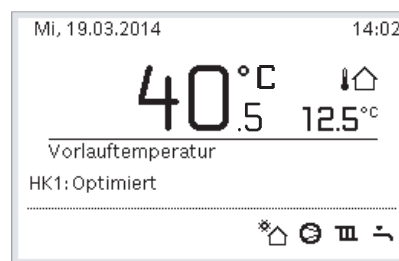 Mi, 19.03.2014 14:02
40.5 °C 12.5 °C
Vorlauftemperatur
HK1: Optimiert